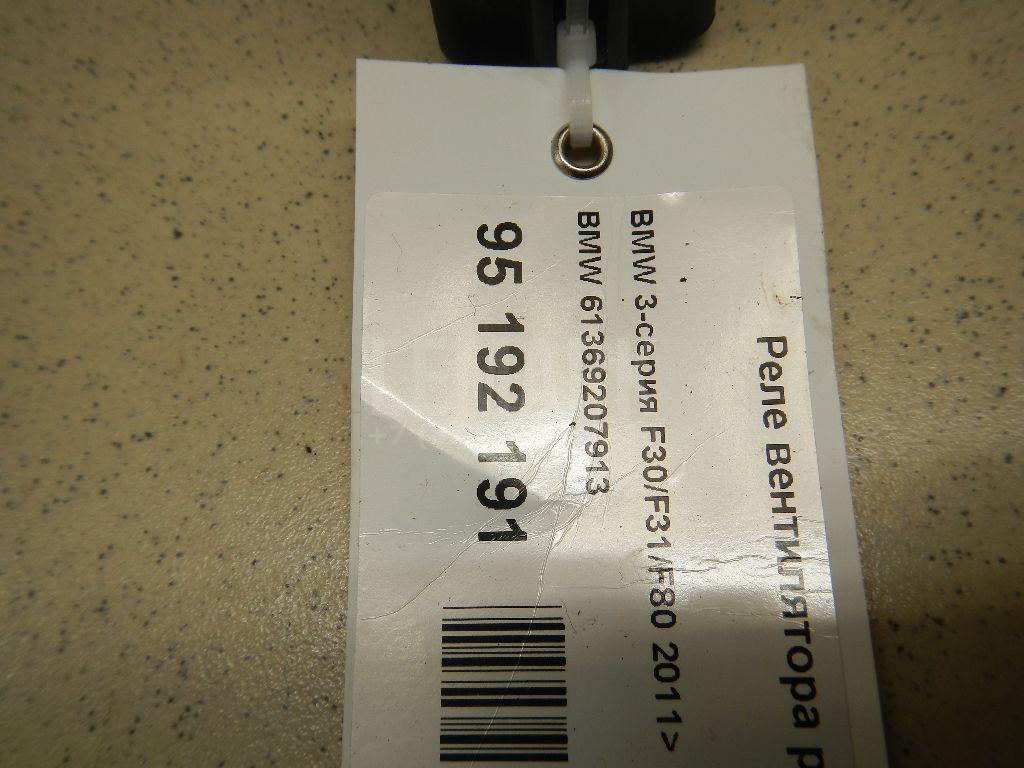 Реле вентилятора р
BMW 3-серия F30/F31/F80 2011>
BMW 61369207913
95 192 191